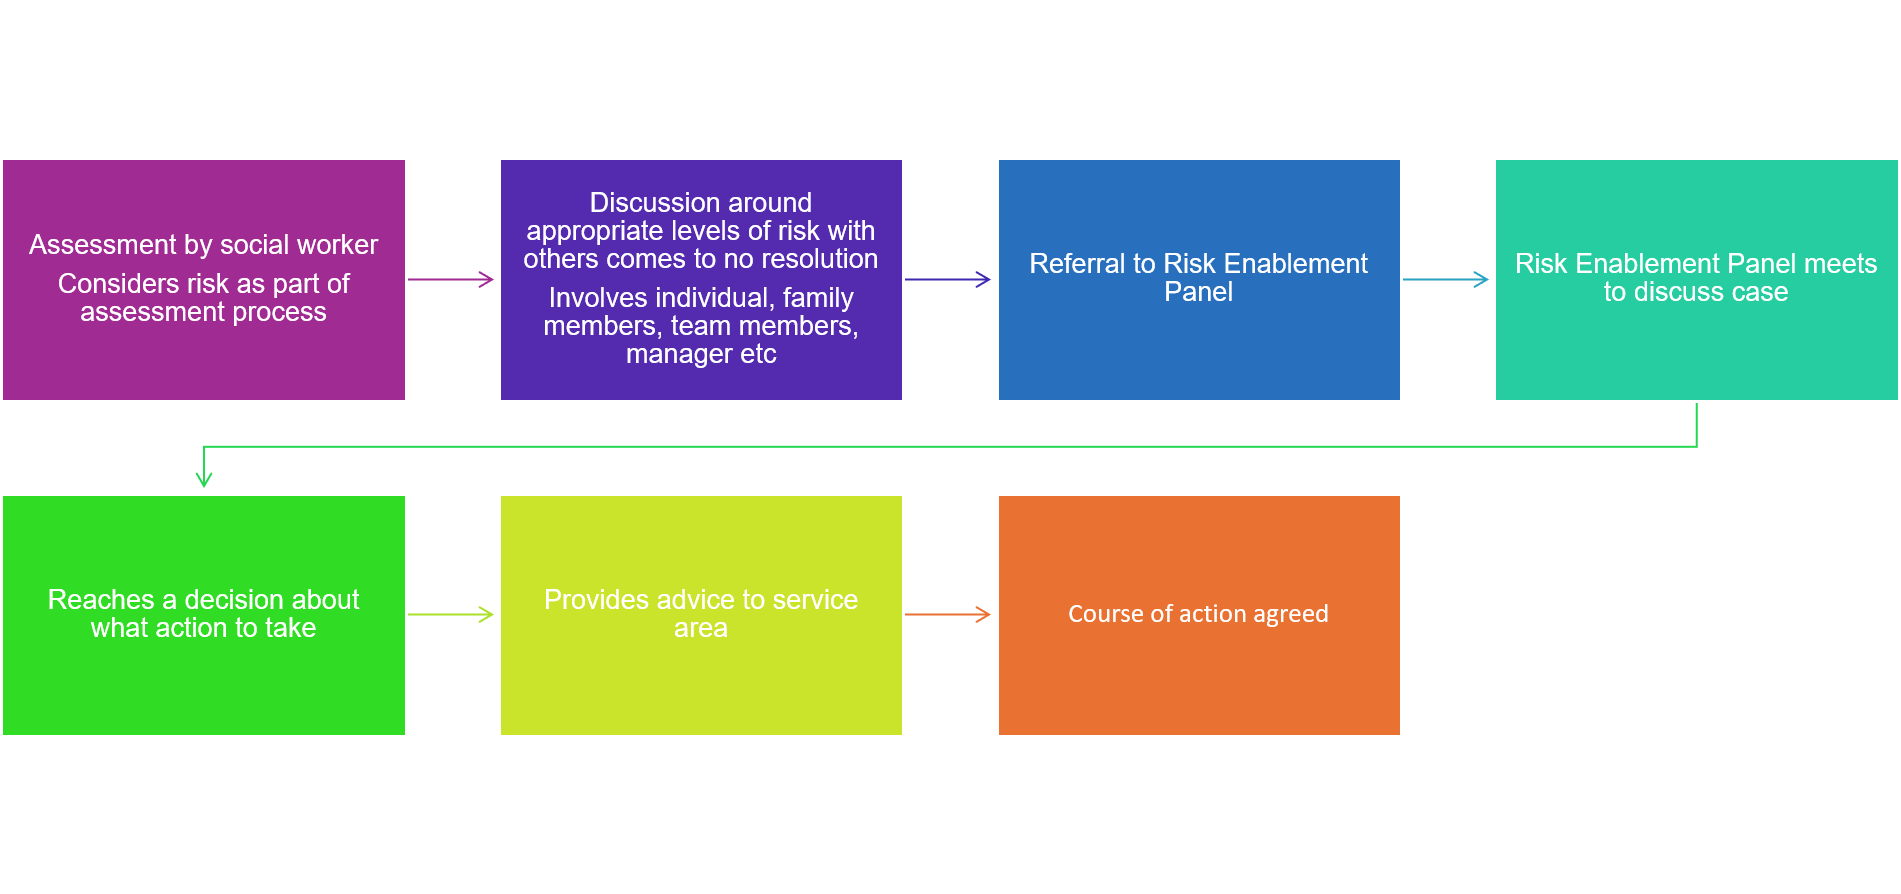 Assessment by social worker
Considers risk as part of
assessment process
Discussion around
appropriate levels of risk with
others comes to no resolution
Involves individual, family
members, team members,
manager etc
Referral to Risk Enablement
Panel
Risk Enablement Panel meets
to discuss case
Reaches a decision about
what action to take
Provides advice to service
area
Course of action agreed